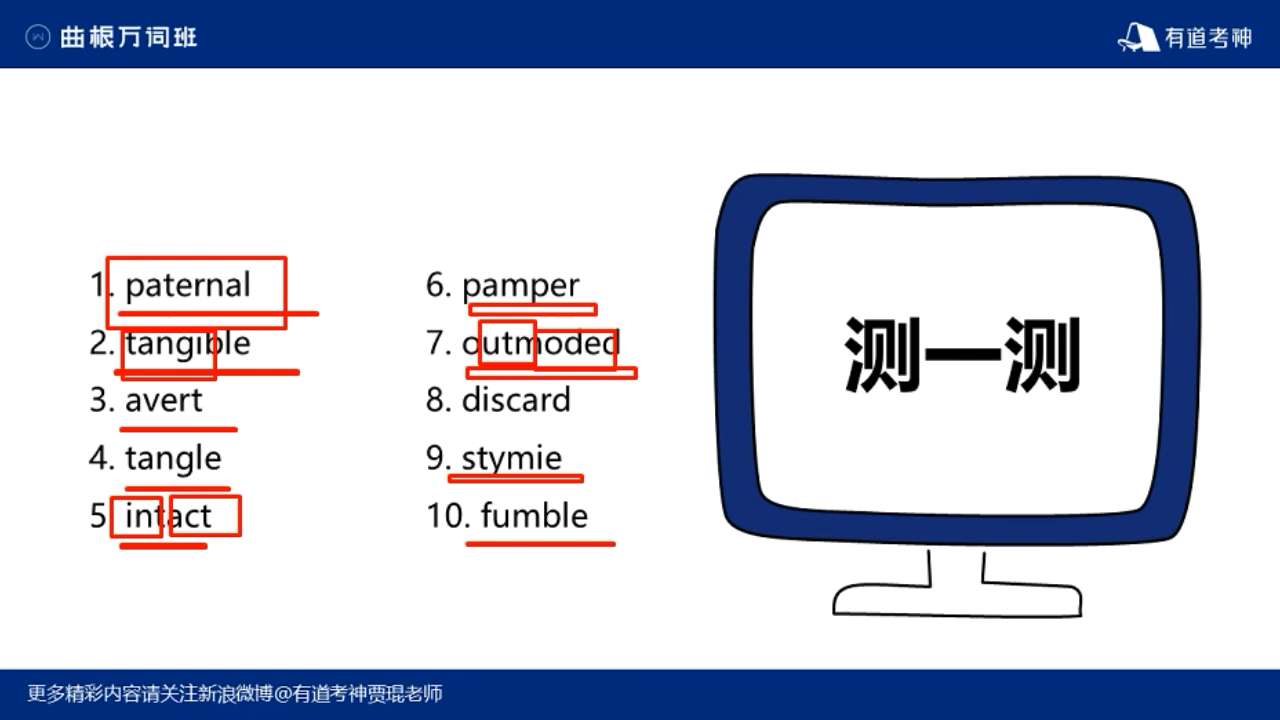 曲根万词班
有道考神
1. paternal
2. tangible
3. avert
4. tangle
5. intact
6. pamper
7. outmoded
8. discard
9. stymie
10. fumble
测一测
更多精彩内容请关注新浪微博@有道考神贾琨老师